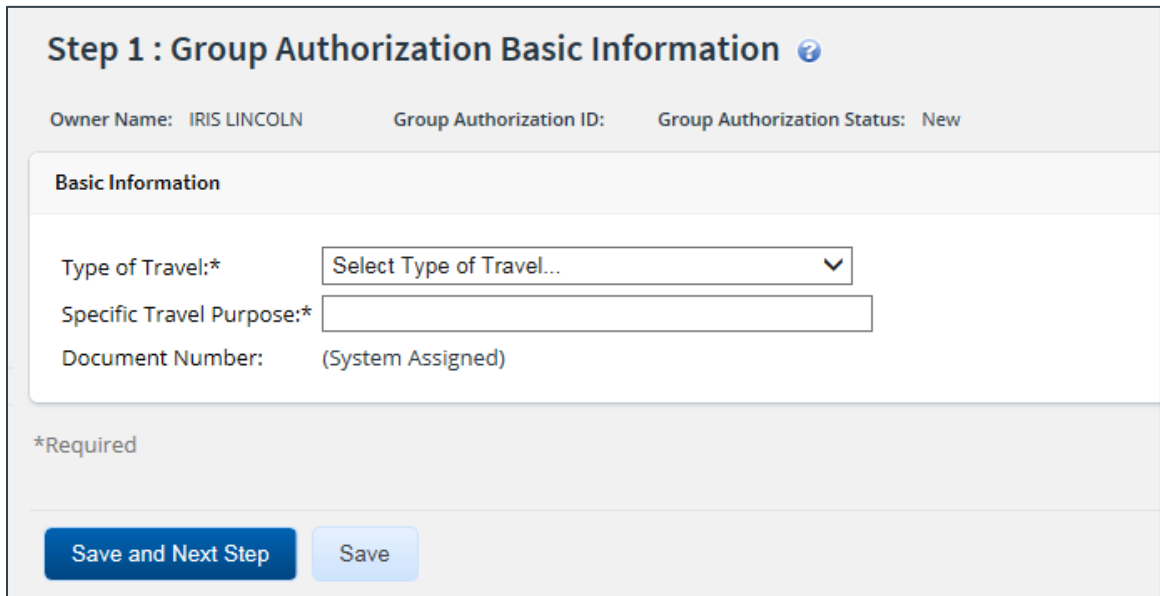 Step 1 : Group Authorization Basic Information ?
Owner Name: IRIS LINCOLN Group Authorization ID: Group Authorization Status: New
Basic Information
Type of Travel:* Select Type of Travel...
Specific Travel Purpose:*
Document Number: (System Assigned)
*Required
Save and Next Step Save